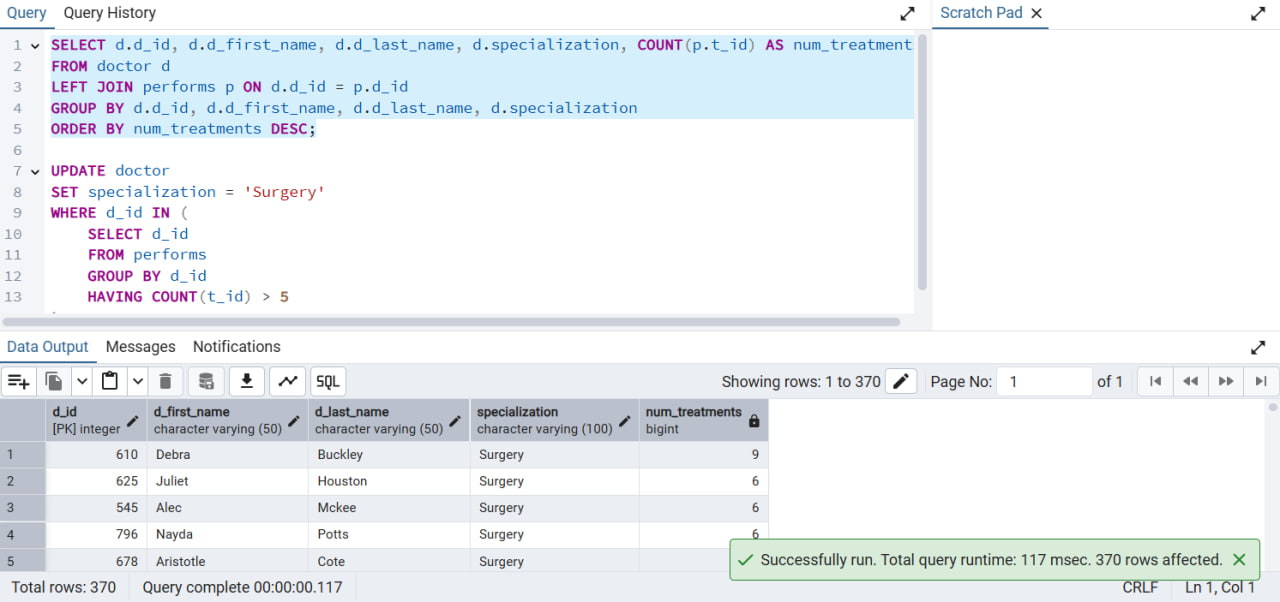 Query Query History
Scratch Pad
1 SELECT d.d_id, d.d_first_name, d.d_last_name, d.specialization, COUNT(p.t_id) AS num_treatment
2 FROM doctor d
3 LEFT JOIN performs p ON d.d_id = p.d_id
4 GROUP BY d.d_id, d.d_first_name, d.d_last_name, d.specialization
5 ORDER BY num_treatments DESC;
6
7 UPDATE doctor
8 SET specialization = 'Surgery'
9 WHERE d_id IN (
10 SELECT d_id
11 FROM performs
12 GROUP BY d_id
13 HAVING COUNT(t_id) > 5
Data Output Messages Notifications
SQL Showing rows: 1 to 370 Page No: 1 of 1
d_id d_first_name d_last_name specialization num_treatments
[PK] integer character varying (50) character varying (50) character varying (100) bigint
1 610 Debra Buckley Surgery 9
2 625 Juliet Houston Surgery 6
3 545 Alec Mckee Surgery 6
4 796 Nayda Potts Surgery 6
5 678 Aristotle Cote Surgery
Successfully run. Total query runtime: 117 msec. 370 rows affected.
Total rows: 370 Query complete 00:00:00.117 CRLF Ln 1, Col 1